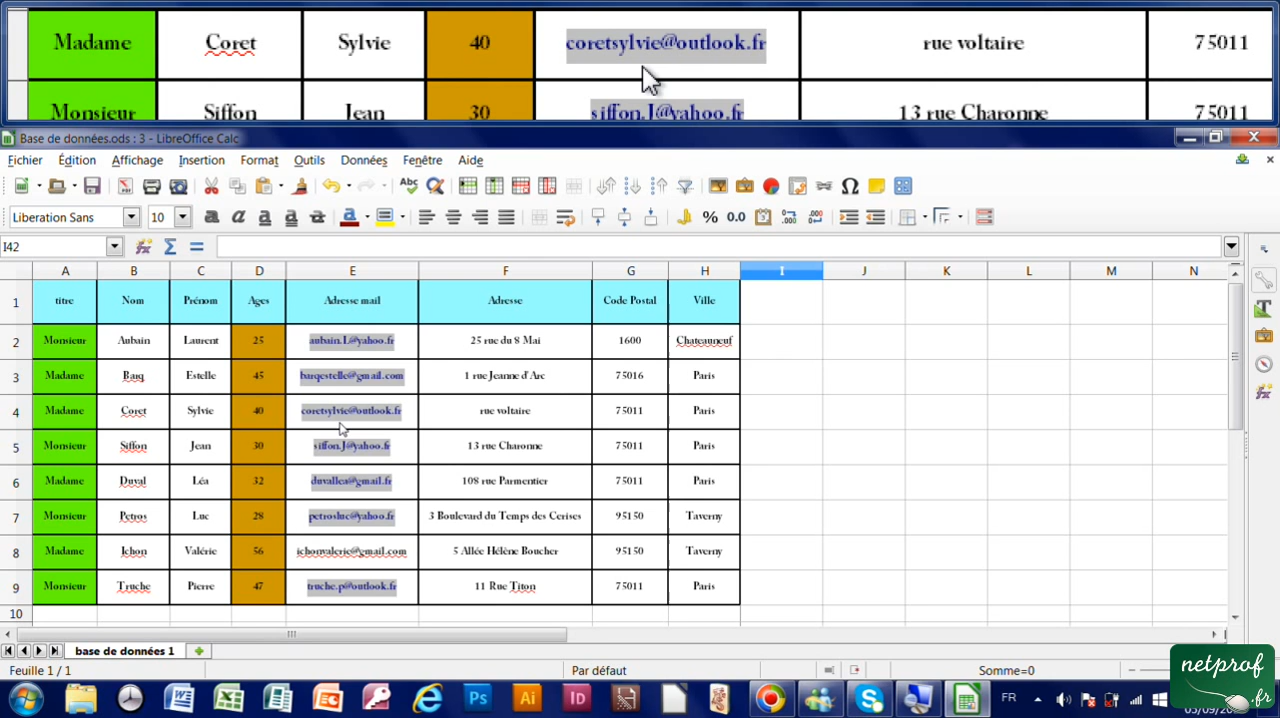 Madame Coret Sylvie 40 coretsylvie@outlook.fr rue voltaire 75011
Monsieur Siffon Jean 30 siffon.J@yahoo.fr 13 rue Charonne 75011
Base de données.ods : 3 - LibreOffice Calc
Fichier Édition Affichage Insertion Format Outils Données Fenêtre Aide
Liberation Sans 10
I42
A B C D E F G H I J K L M N
1 titre Nom Prénom Ages Adresse mail Adresse Code Postal Ville
2 Monsieur Aubain Laurent 25 aubain.L@yahoo.fr 25 rue du 8 Mai 1600 Chateauneuf
3 Madame Barq Estelle 45 barqestelle@gmail.com 1 rue Jeanne d'Arc 75016 Paris
4 Madame Coret Sylvie 40 coretsylvie@outlook.fr rue voltaire 75011 Paris
5 Monsieur Siffon Jean 30 siffon.J@yahoo.fr 13 rue Charonne 75011 Paris
6 Madame Duval Léa 32 duvallea@gmail.fr 108 rue Parmentier 75011 Paris
7 Monsieur Petros Luc 28 petrosluc@yahoo.fr 3 Boulevard du Temps des Cerises 95150 Taverny
8 Madame Ichon Valérie 56 ichonvalerie@gmail.com 5 Allée Hélène Boucher 95150 Taverny
9 Monsieur Truche Pierre 47 truche.p@outlook.fr 11 Rue Titon 75011 Paris
10
base de données 1
Feuille 1 / 1 Par défaut Somme=0
netprof.fr
Ps Ai Id FR